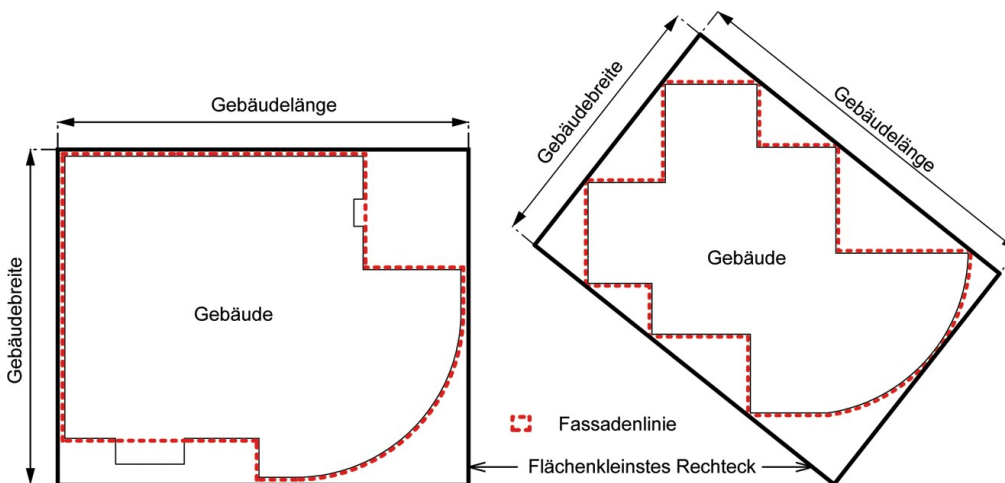 Gebäudelänge
Gebäudebreite
Gebäude
Gebäudebreite
Gebäudelänge
Gebäude
Fassadenlinie
Flächenkleinstes Rechteck